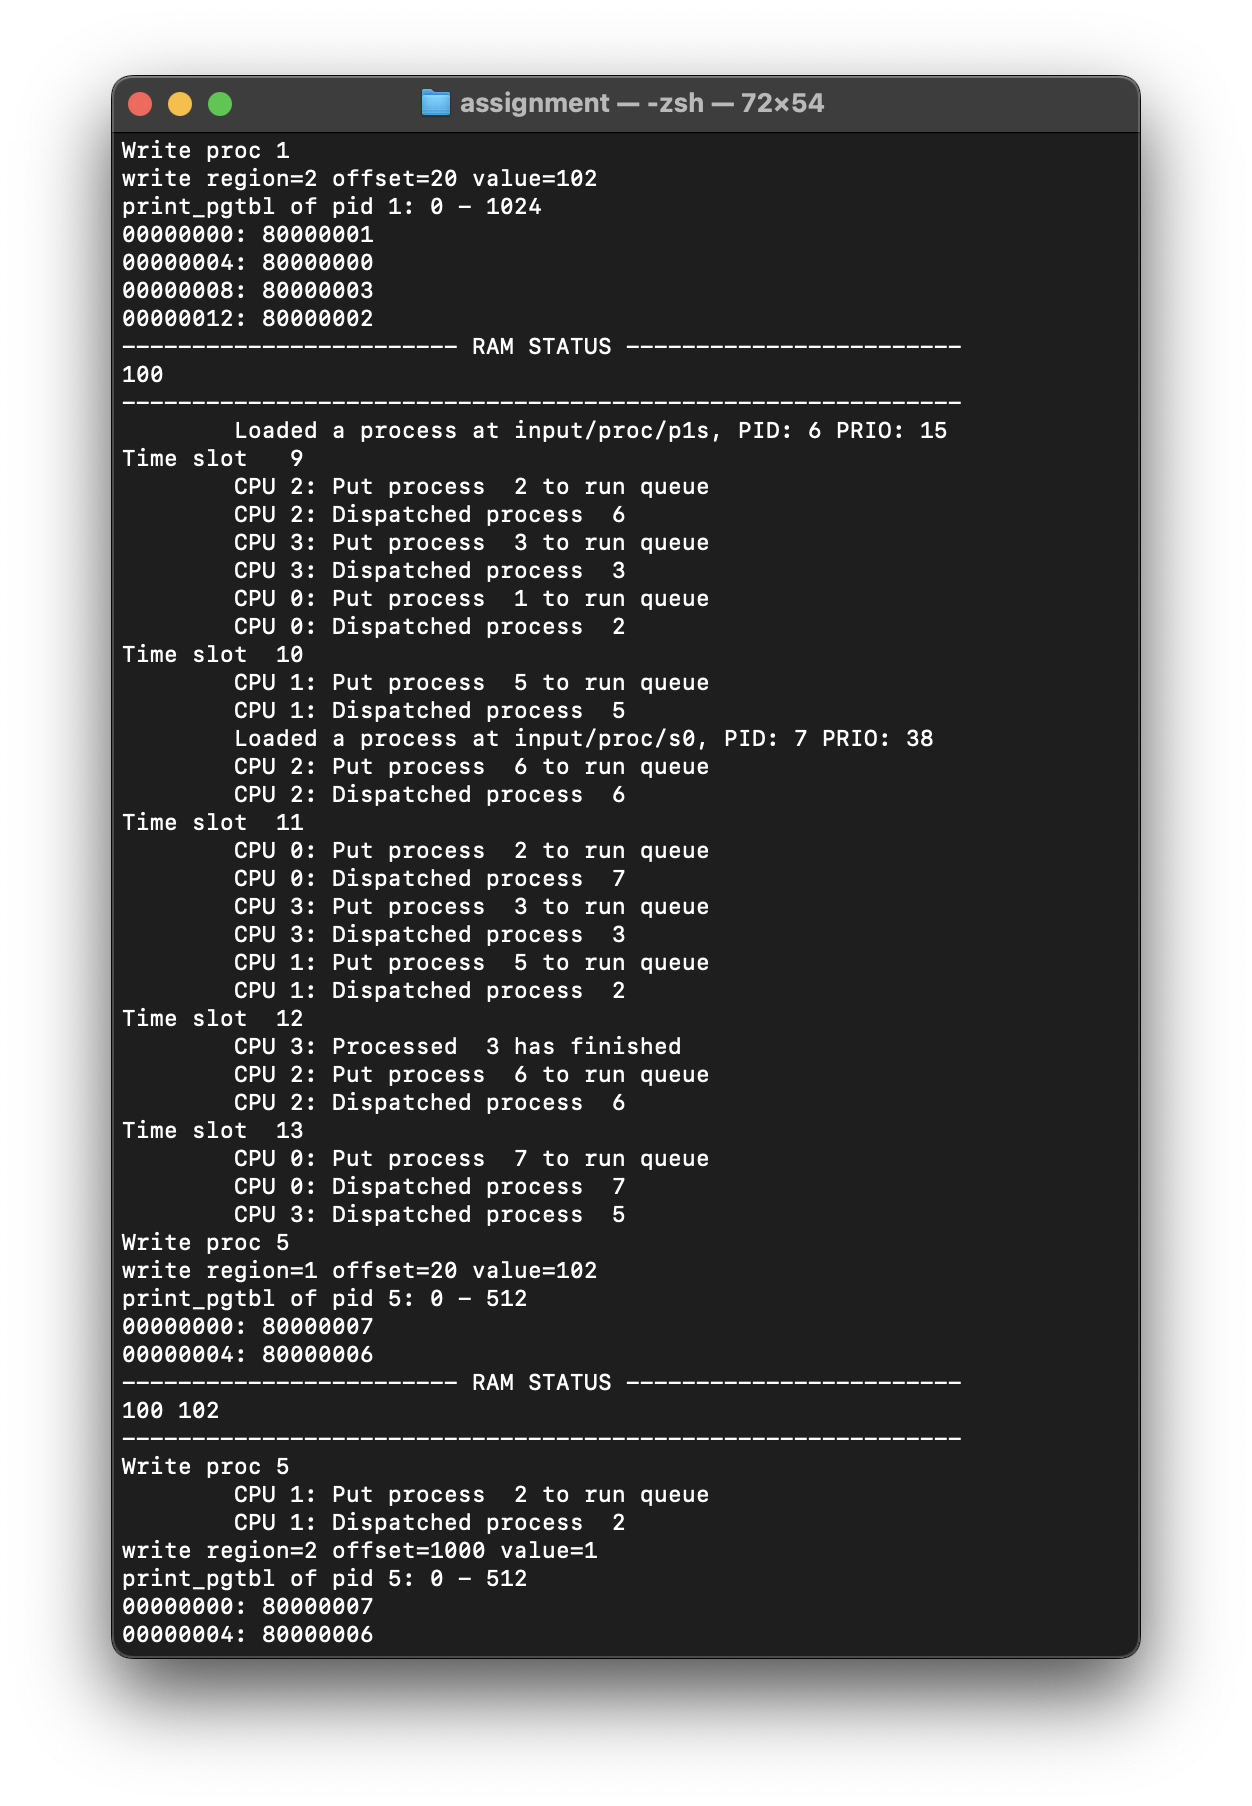 assignment — -zsh — 72×54
Write proc 1
write region=2 offset=20 value=102
print_pgtbl of pid 1: 0 - 1024
00000000: 80000001
00000004: 80000000
00000008: 80000003
00000012: 80000002
------------------------ RAM STATUS ------------------------
100
------------------------------------------------------------
        Loaded a process at input/proc/p1s, PID: 6 PRIO: 15
Time slot   9
        CPU 2: Put process  2 to run queue
        CPU 2: Dispatched process  6
        CPU 3: Put process  3 to run queue
        CPU 3: Dispatched process  3
        CPU 0: Put process  1 to run queue
        CPU 0: Dispatched process  2
Time slot  10
        CPU 1: Put process  5 to run queue
        CPU 1: Dispatched process  5
        Loaded a process at input/proc/s0, PID: 7 PRIO: 38
        CPU 2: Put process  6 to run queue
        CPU 2: Dispatched process  6
Time slot  11
        CPU 0: Put process  2 to run queue
        CPU 0: Dispatched process  7
        CPU 3: Put process  3 to run queue
        CPU 3: Dispatched process  3
        CPU 1: Put process  5 to run queue
        CPU 1: Dispatched process  2
Time slot  12
        CPU 3: Processed  3 has finished
        CPU 2: Put process  6 to run queue
        CPU 2: Dispatched process  6
Time slot  13
        CPU 0: Put process  7 to run queue
        CPU 0: Dispatched process  7
        CPU 3: Dispatched process  5
Write proc 5
write region=1 offset=20 value=102
print_pgtbl of pid 5: 0 - 512
00000000: 80000007
00000004: 80000006
------------------------ RAM STATUS ------------------------
100 102
------------------------------------------------------------
Write proc 5
        CPU 1: Put process  2 to run queue
        CPU 1: Dispatched process  2
write region=2 offset=1000 value=1
print_pgtbl of pid 5: 0 - 512
00000000: 80000007
00000004: 80000006